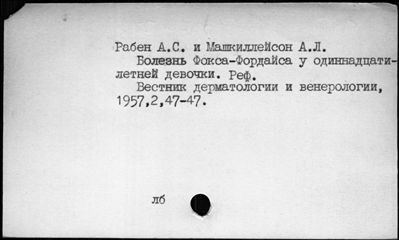 Рабен А.С. и Машкиллейсон А.Л.
Болезнь Фокса-Фордайса у одиннадцати-
летней девочки. Реф.
Вестник дерматологии и венерологии,
1957,2,47-47.
лб